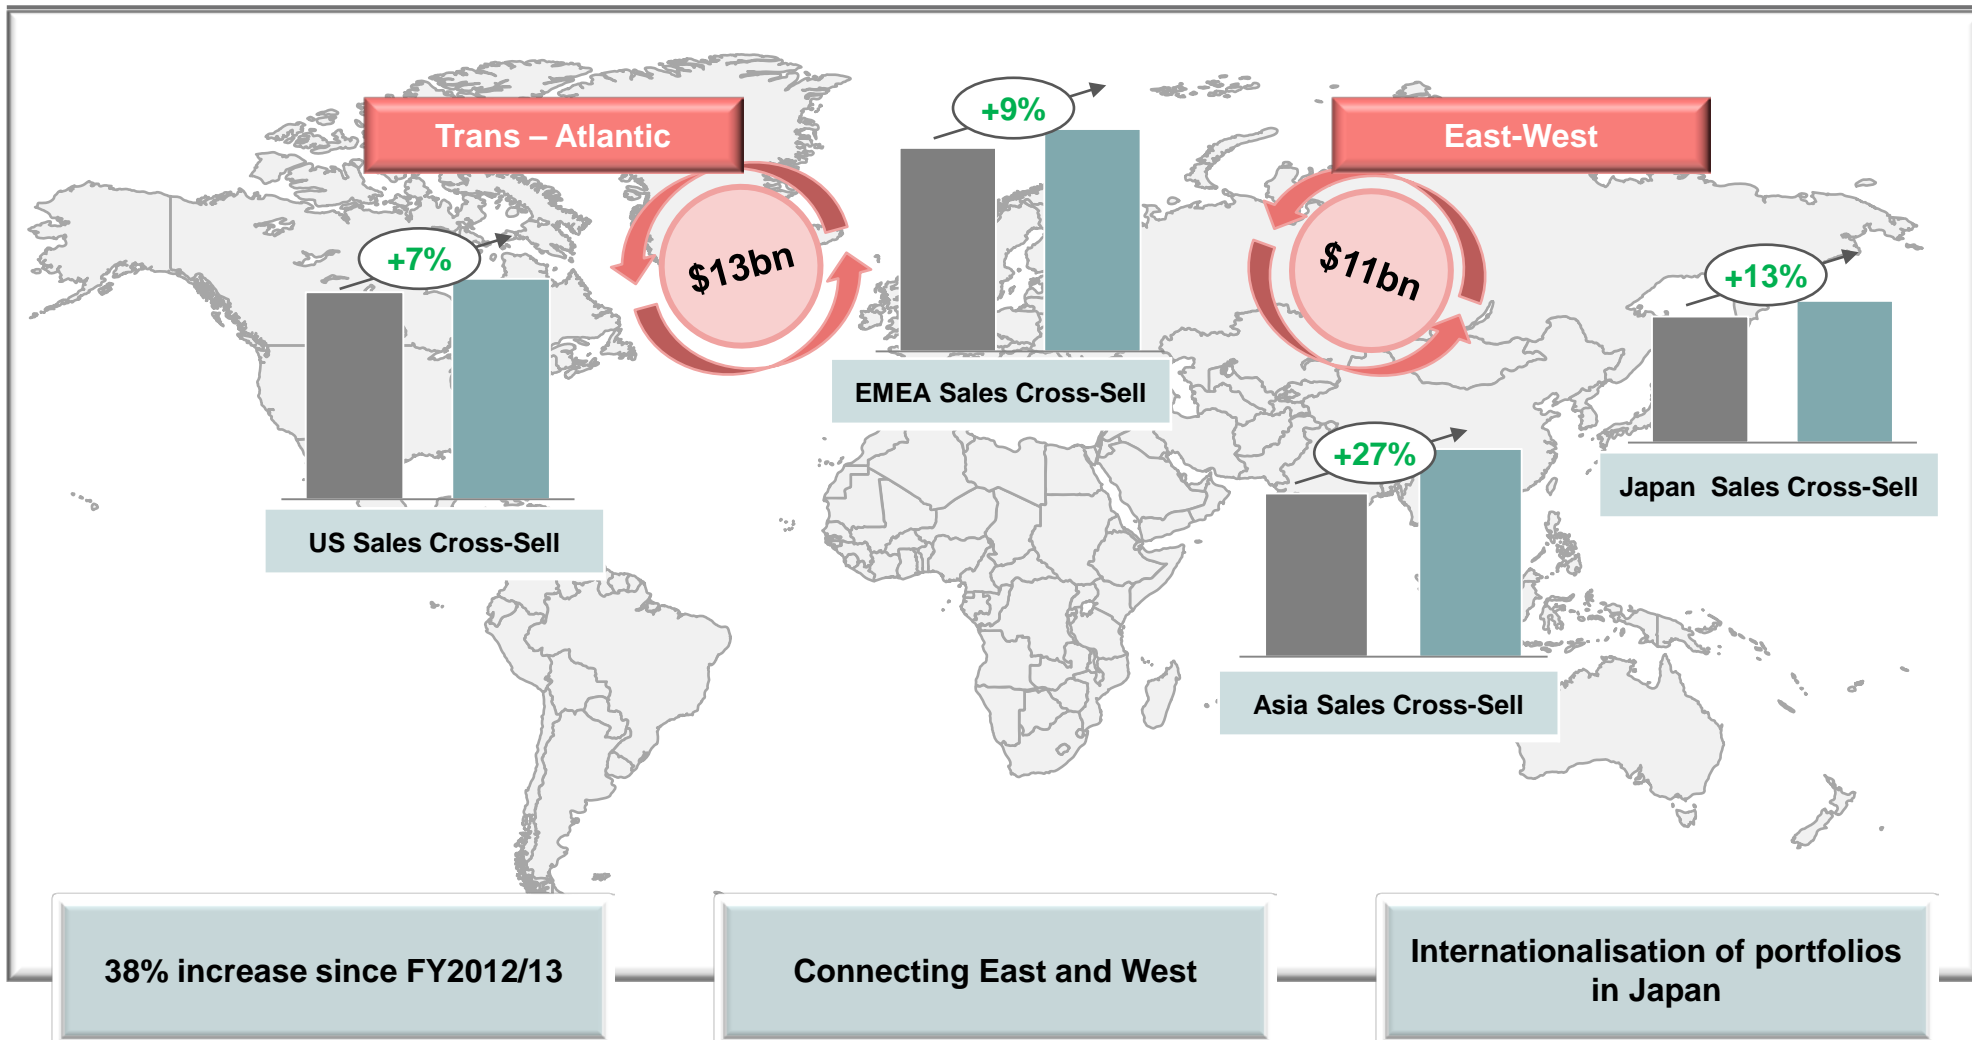 Trans – Atlantic
+9%
East-West
+7%
$13bn
$11bn
+13%
EMEA Sales Cross-Sell
+27%
Japan  Sales Cross-Sell
US Sales Cross-Sell
Asia Sales Cross-Sell
38% increase since FY2012/13
Connecting East and West
Internationalisation of portfolios
in Japan